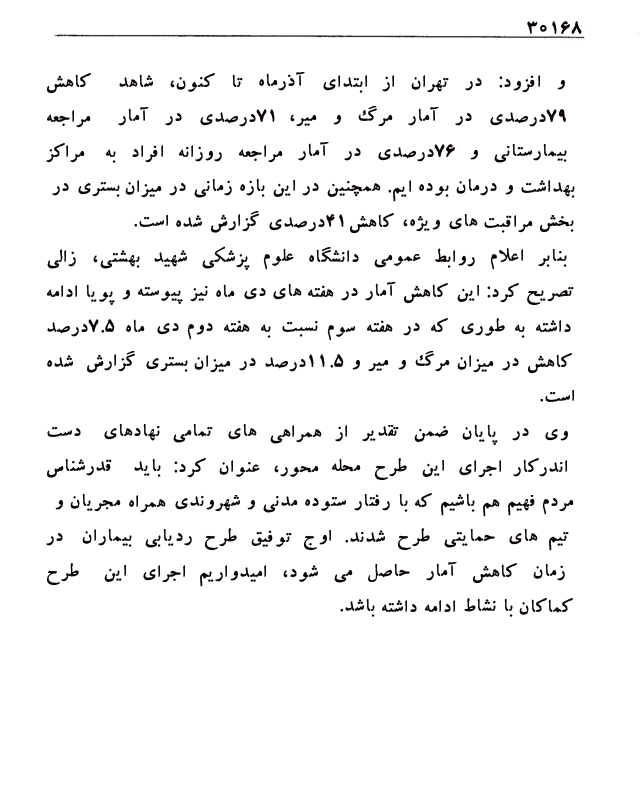 ۳۰۱۶۸
و افزود: در تهران از ابتدای آذرماه تا کنون، شاهد کاهش
۷۹درصدی در آمار مرگ و میر، ۷۱درصدی در آمار مراجعه
بیمارستانی و ۷۶درصدی در آمار مراجعه روزانه افراد به مراکز
بهداشت و درمان بوده ایم. همچنین در این بازه زمانی در میزان بستری در
بخش مراقبت های ویژه، کاهش ۴۱درصدی گزارش شده است.
بنابر اعلام روابط عمومی دانشگاه علوم پزشکی شهید بهشتی، زالی
تصریح کرد: این کاهش آمار در هفته های دی ماه نیز پیوسته و پویا ادامه
داشته به طوری که در هفته سوم نسبت به هفته دوم دی ماه ۷.۵درصد
کاهش در میزان مرگ و میر و ۱۱.۵درصد در میزان بستری گزارش شده
است.
وی در پایان ضمن تقدیر از همراهی های تمامی نهادهای دست
اندرکار اجرای این طرح محله محور، عنوان کرد: باید قدرشناس
مردم فهیم هم باشیم که با رفتار ستوده مدنی و شهروندی همراه مجریان و
تیم های حمایتی طرح شدند. اوج توفیق طرح ردیابی بیماران در
زمان کاهش آمار حاصل می شود، امیدواریم اجرای این طرح
کماکان با نشاط ادامه داشته باشد.